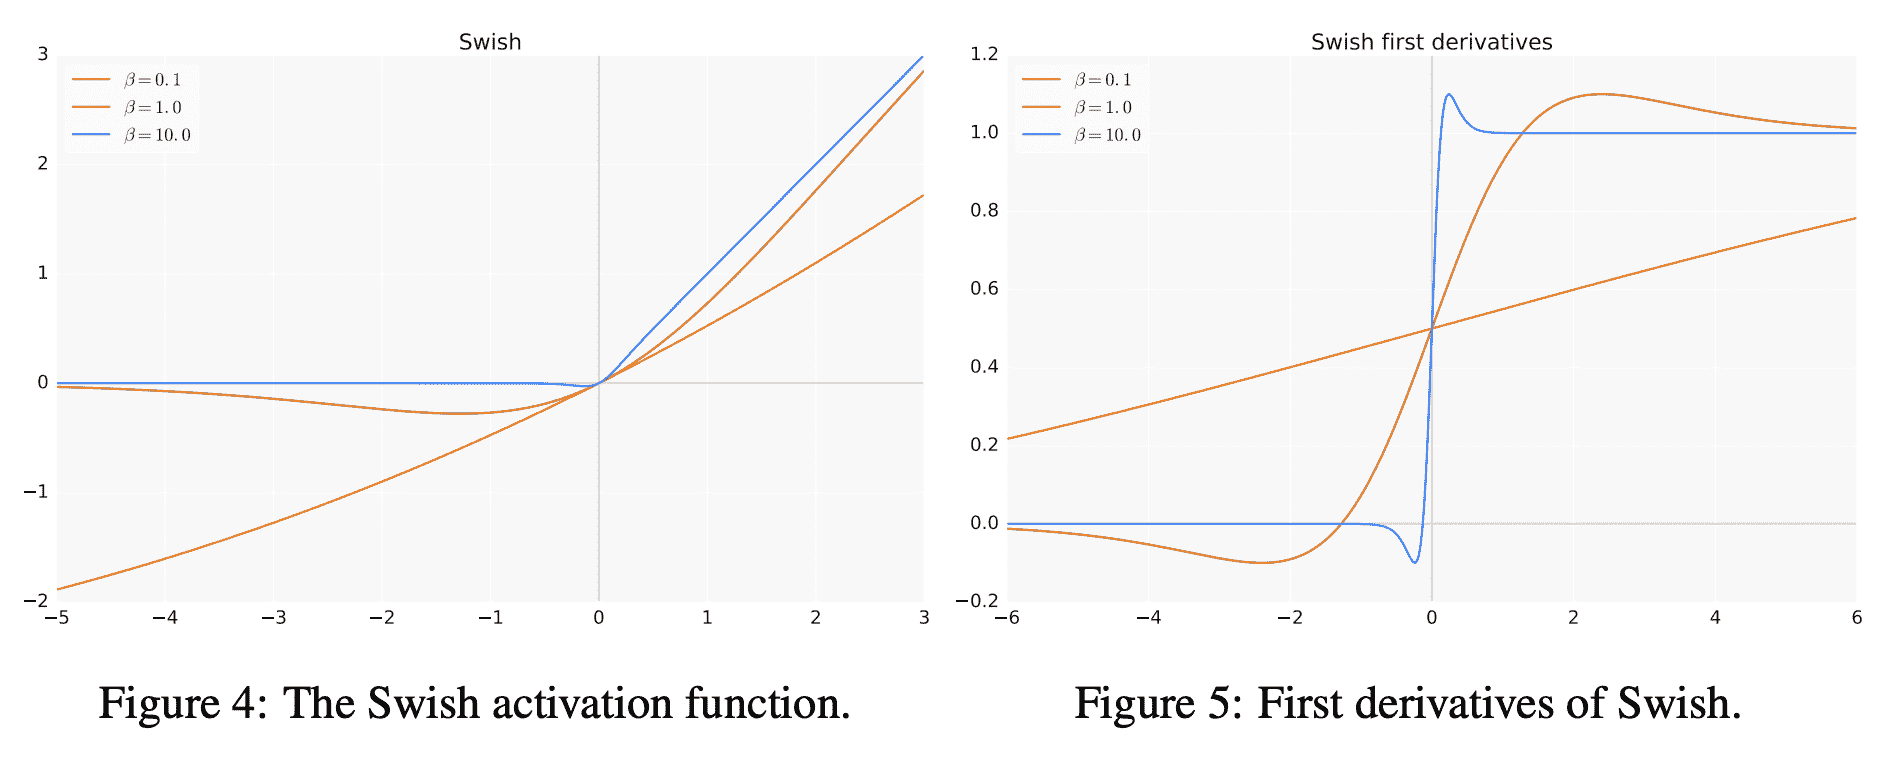 Swish
3
2
1
0
−1
−2
β=0.1
β=1.0
β=10.0
−5 −4 −3 −2 −1 0 1 2 3
Figure 4: The Swish activation function.
Swish first derivatives
1.2
1.0
0.8
0.6
0.4
0.2
0.0
−0.2
β=0.1
β=1.0
β=10.0
−6 −4 −2 0 2 4 6
Figure 5: First derivatives of Swish.